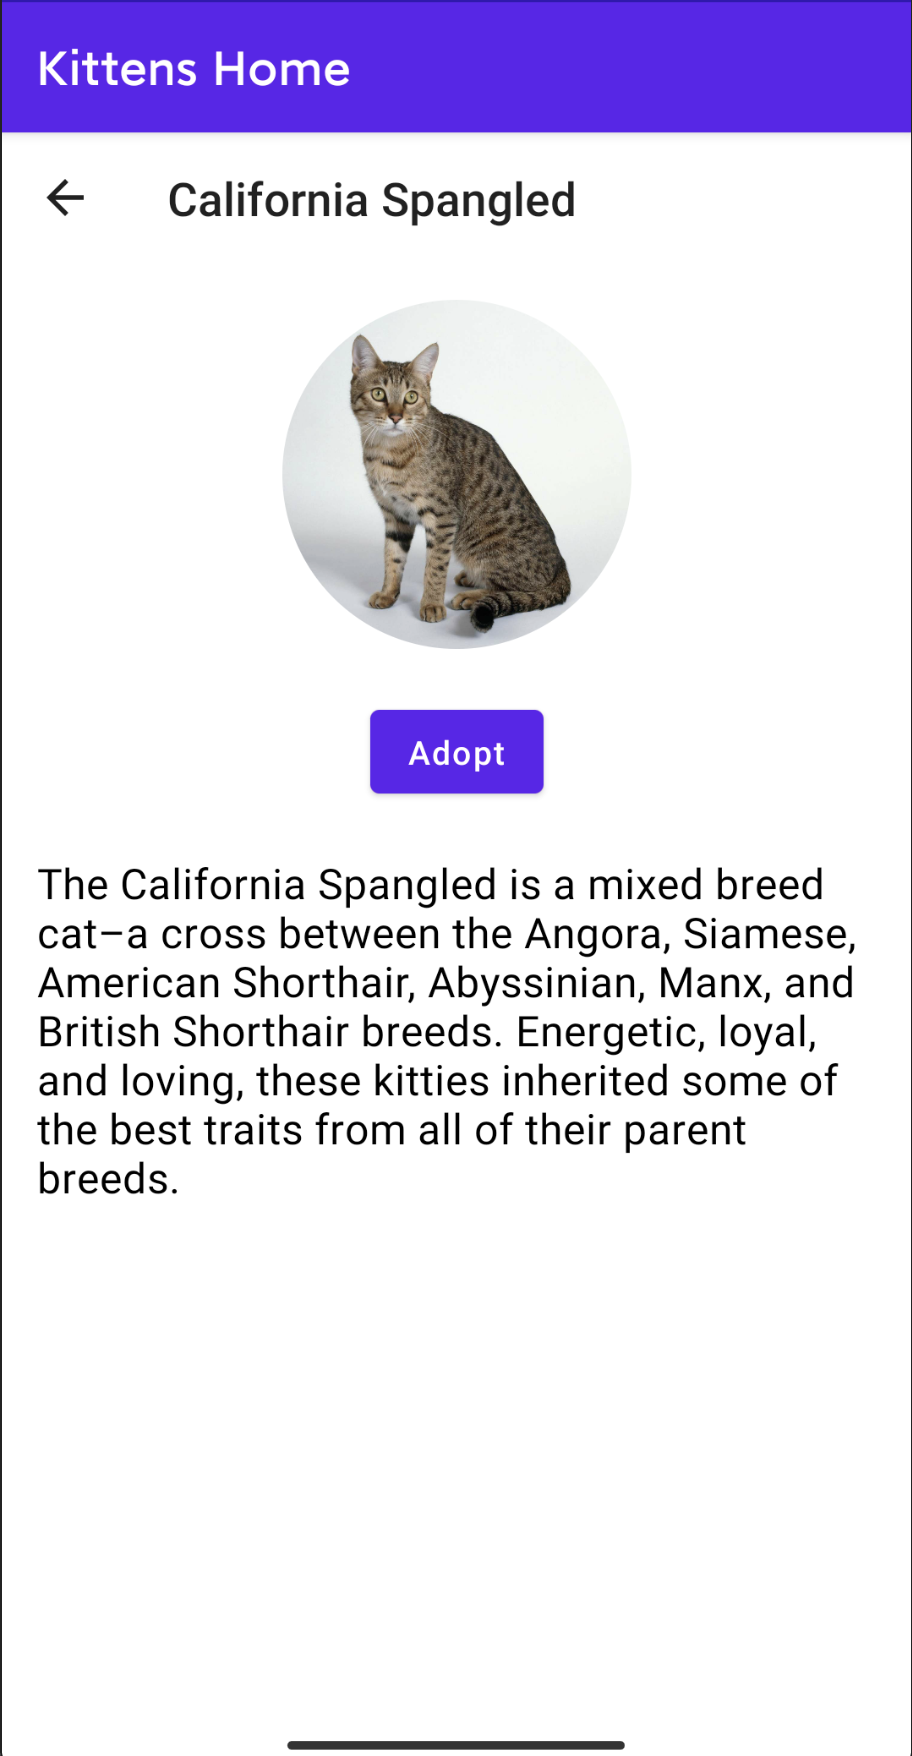 Kittens Home
California Spangled
Adopt
The California Spangled is a mixed breed
cat–a cross between the Angora, Siamese,
American Shorthair, Abyssinian, Manx, and
British Shorthair breeds. Energetic, loyal,
and loving, these kitties inherited some of
the best traits from all of their parent
breeds.